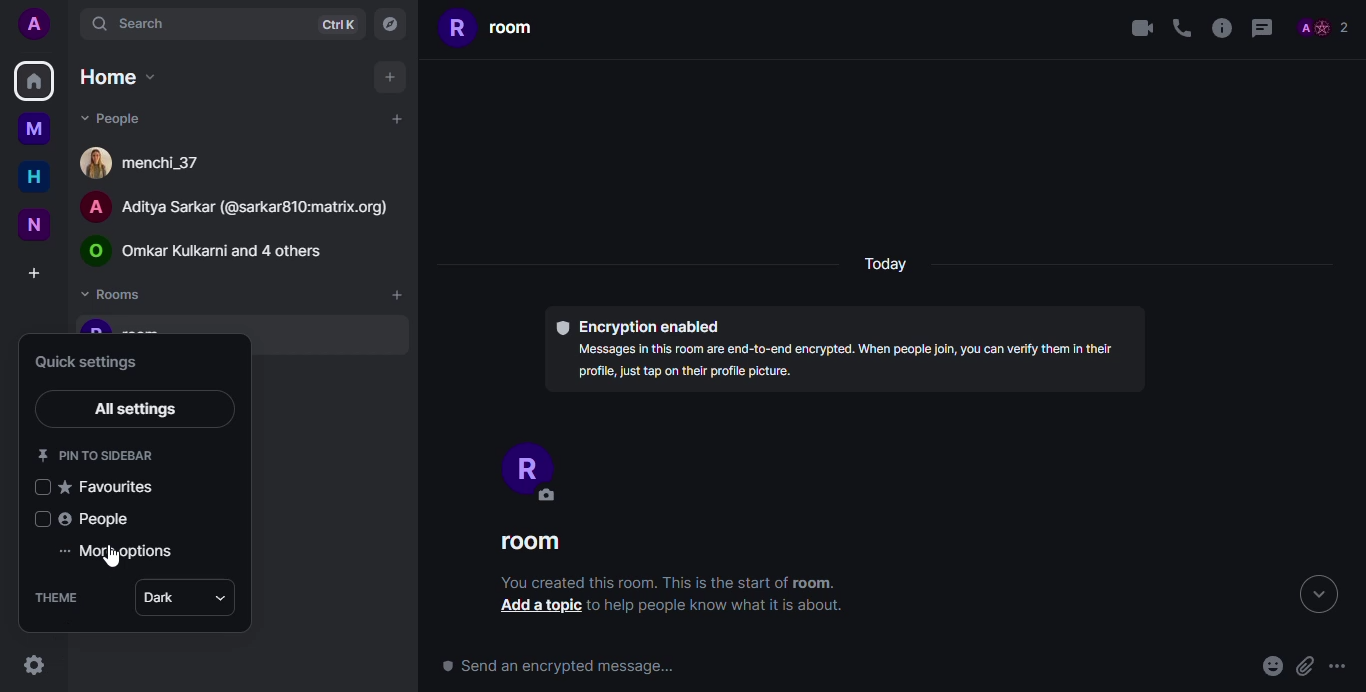 A
Search
Ctrl K
R
room
A
2
Home
People
M
menchi_37
H
A
Aditya Sarkar (@sarkar810:matrix.org)
N
O
Omkar Kulkarni and 4 others
Today
Rooms
R
room
Encryption enabled
Messages in this room are end-to-end encrypted. When people join, you can verify them in their
profile, just tap on their profile picture.
Quick settings
All settings
PIN TO SIDEBAR
Favourites
People
More options
THEME
Dark
R
room
You created this room. This is the start of room.
Add a topic to help people know what it is about.
Send an encrypted message...